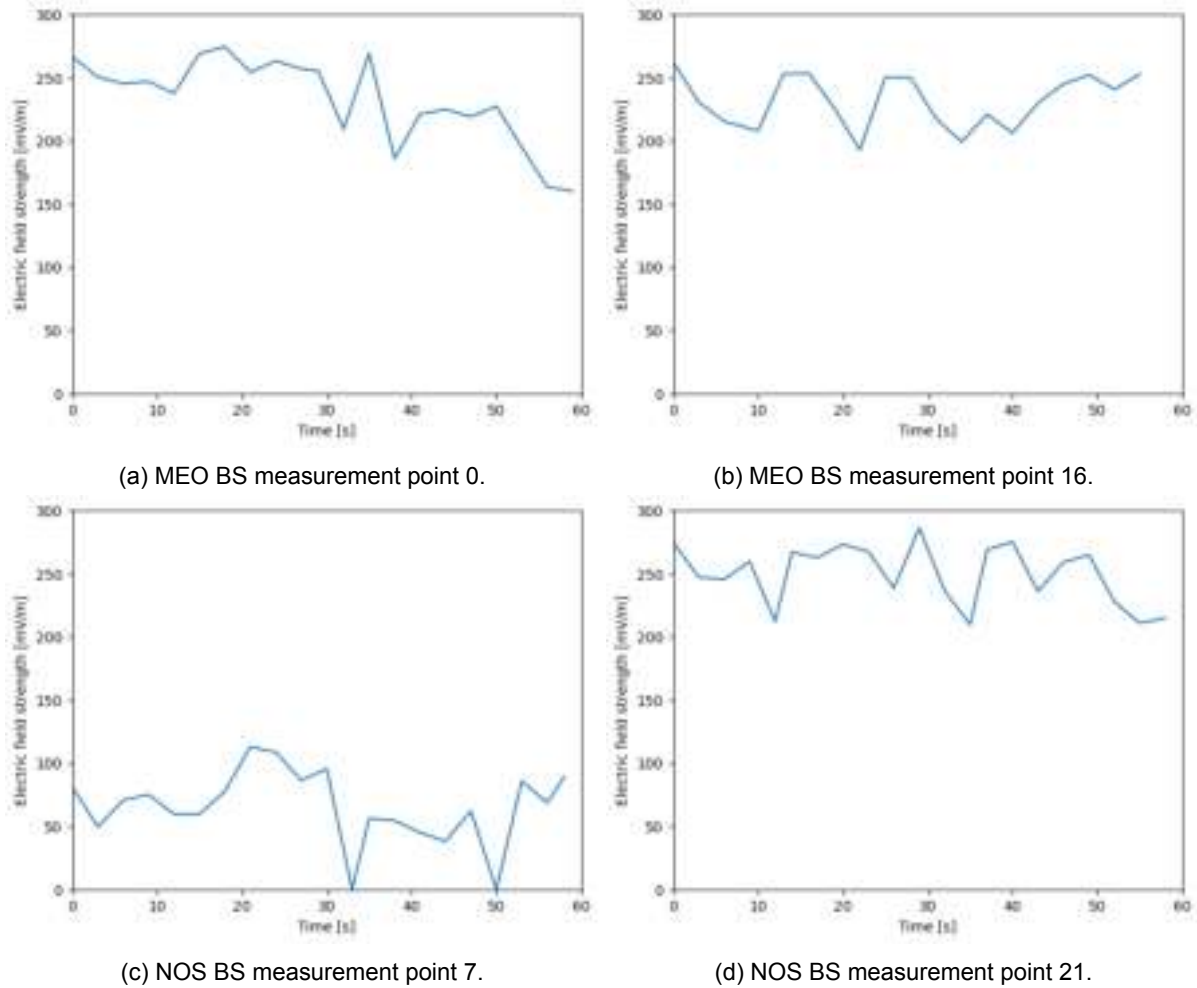 300
250
200
150
100
50
0
Electric field strength [mV/m]
0 10 20 30 40 50 60
Time [s]
(a) MEO BS measurement point 0.
300
250
200
150
100
50
0
Electric field strength [mV/m]
0 10 20 30 40 50 60
Time [s]
(b) MEO BS measurement point 16.
300
250
200
150
100
50
0
Electric field strength [mV/m]
0 10 20 30 40 50 60
Time [s]
(c) NOS BS measurement point 7.
300
250
200
150
100
50
0
Electric field strength [mV/m]
0 10 20 30 40 50 60
Time [s]
(d) NOS BS measurement point 21.